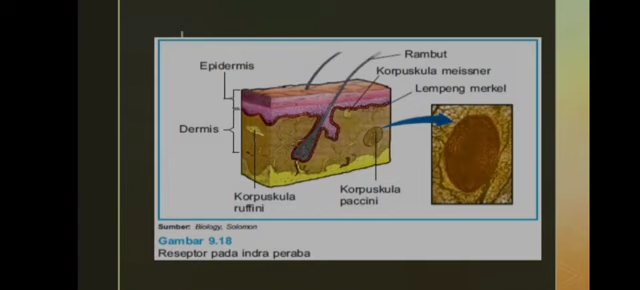 Rambut
Epidermis
Korpuskula meissner
Lempeng merkel
Dermis
Korpuskula
ruffini
Korpuskula
paccini
Sumber: Biology, Solomon
Gambar 9.18
Reseptor pada indra peraba